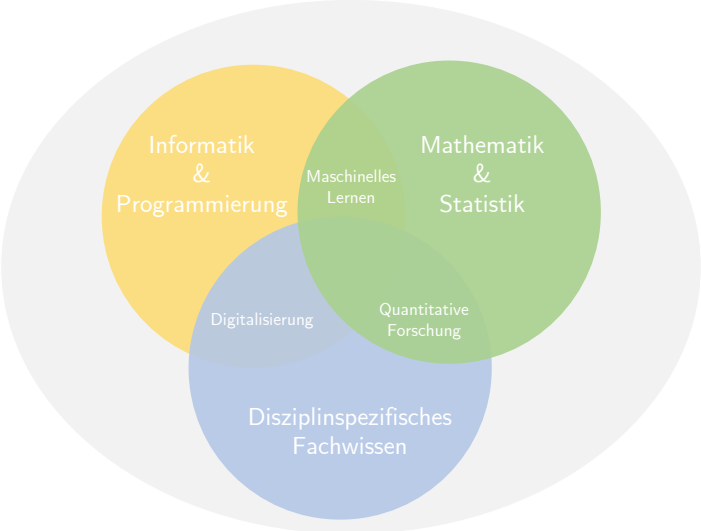 Informatik
&
Programmierung
Mathematik
&
Statistik
Maschinelles
Lernen
Digitalisierung
Quantitative
Forschung
Disziplinspezifisches
Fachwissen